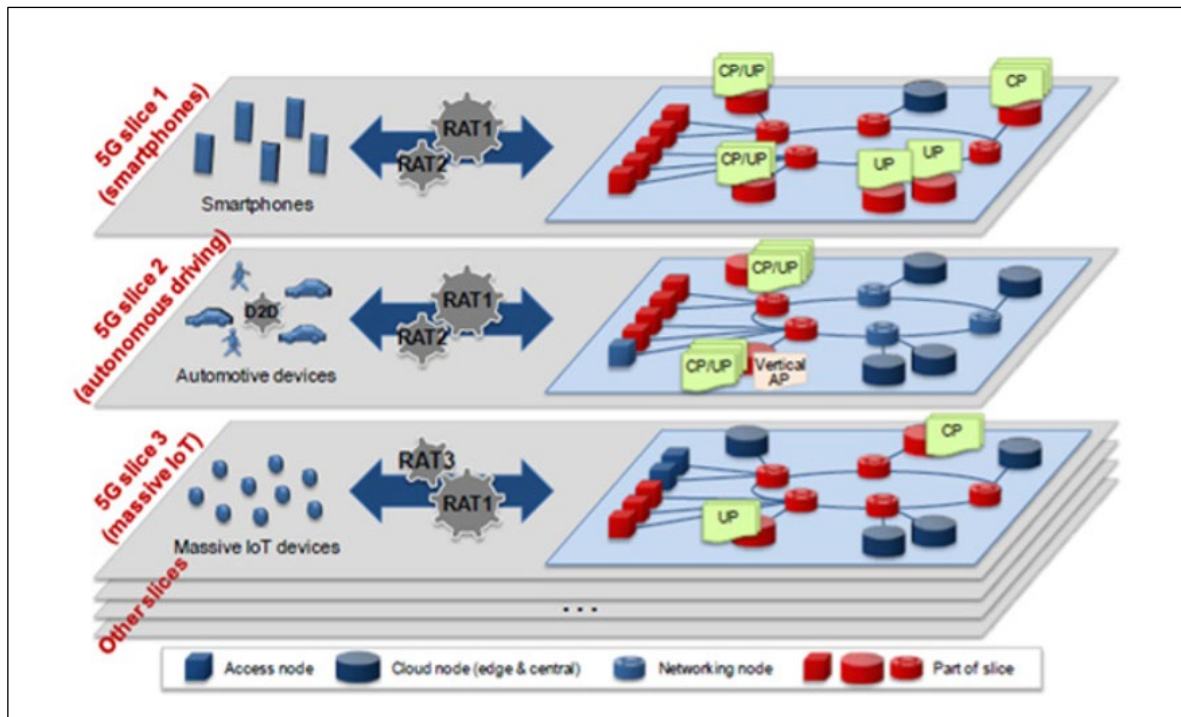 5G slice 1
(smartphones)
Smartphones
RAT1
RAT2
CP/UP
CP
CP/UP
UP
UP
5G slice 2
(autonomous driving)
D2D
Automotive devices
RAT1
RAT2
CP/UP
CP/UP
Vertical
AP
5G slice 3
(massive IoT)
Massive IoT devices
RAT3
RAT1
CP
UP
Other slices
...
Access node
Cloud node (edge & central)
Networking node
Part of slice